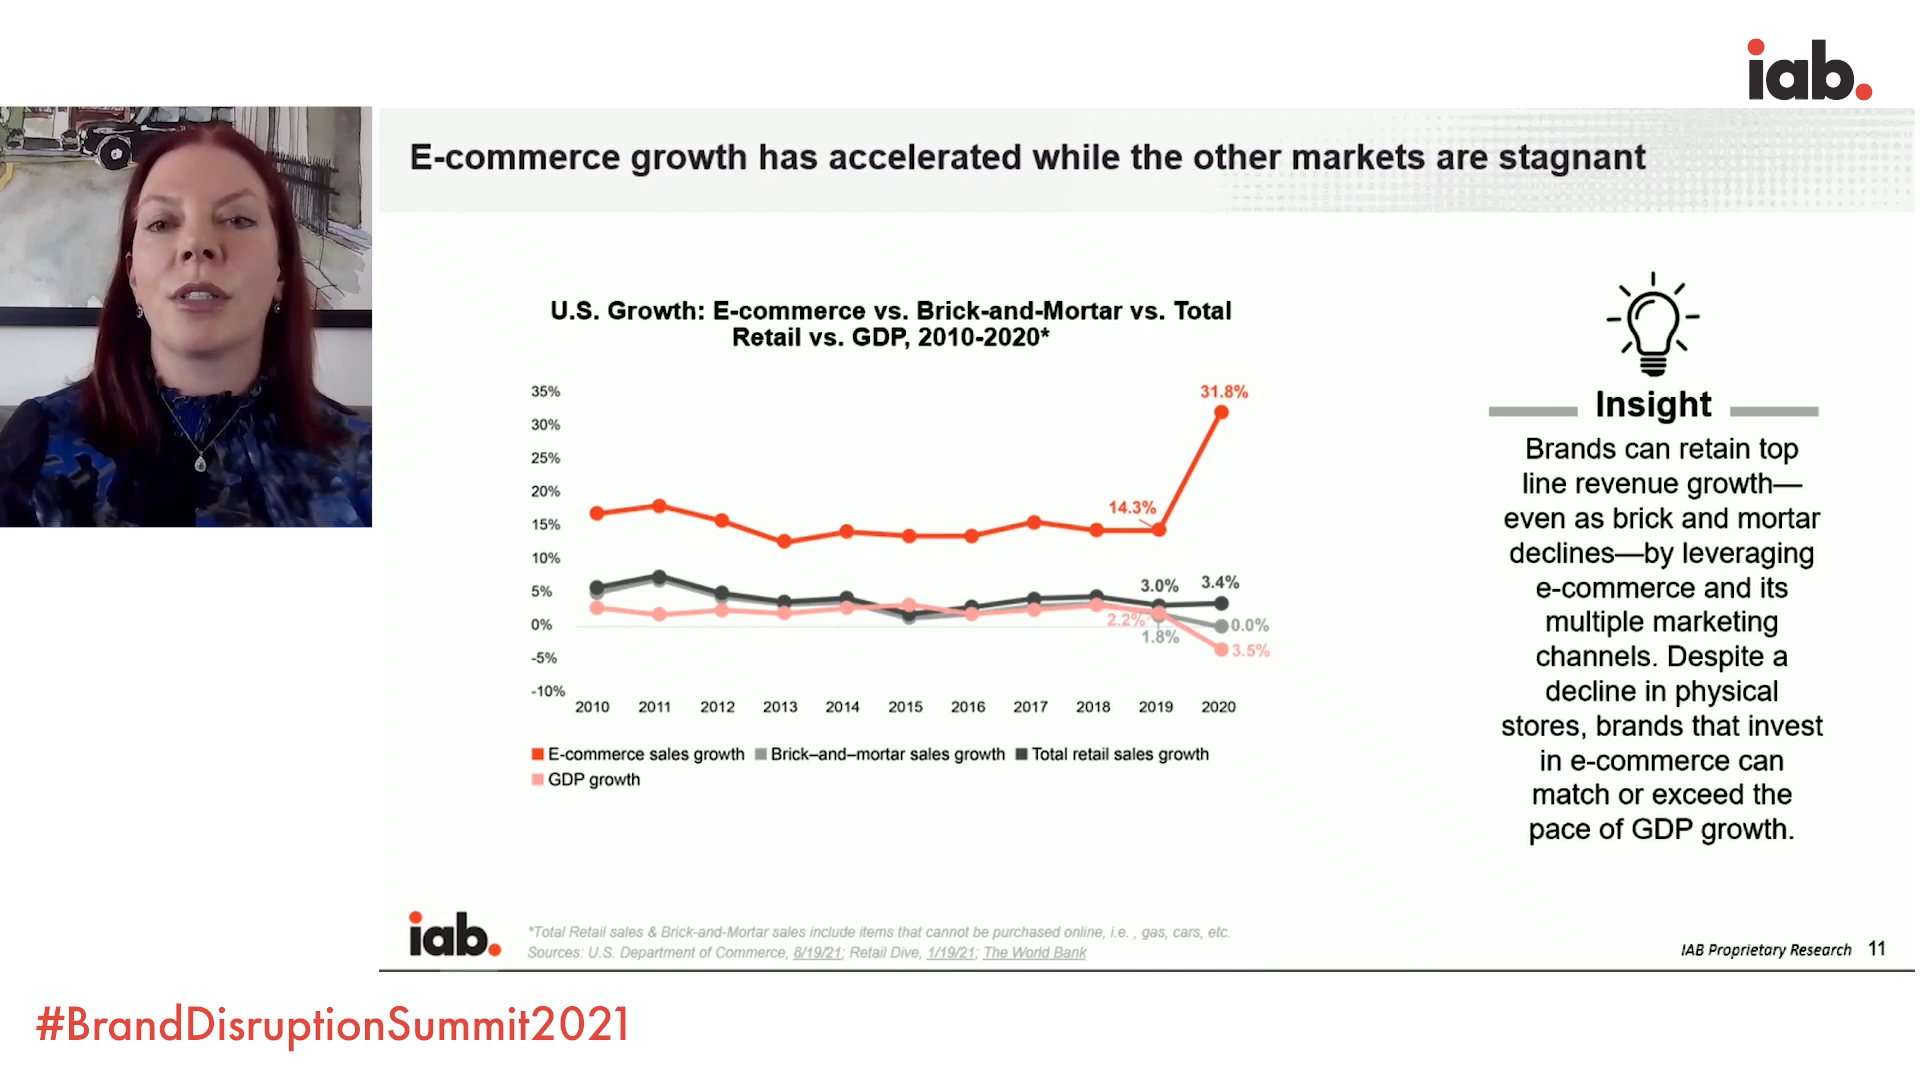 iab.
E-commerce growth has accelerated while the other markets are stagnant
U.S. Growth: E-commerce vs. Brick-and-Mortar vs. Total
Retail vs. GDP, 2010-2020*
35%
30%
25%
20%
15%
10%
5%
0%
-5%
-10%
31.8%
14.3%
3.0%
3.4%
2.2%
1.8%
0.0%
3.5%
2010 2011 2012 2013 2014 2015 2016 2017 2018 2019 2020
E-commerce sales growth Brick–and–mortar sales growth Total retail sales growth
GDP growth
Insight
Brands can retain top
line revenue growth—
even as brick and mortar
declines—by leveraging
e-commerce and its
multiple marketing
channels. Despite a
decline in physical
stores, brands that invest
in e-commerce can
match or exceed the
pace of GDP growth.
iab.
*Total Retail sales & Brick-and-Mortar sales include items that cannot be purchased online, i.e. , gas, cars, etc.
Sources: U.S. Department of Commerce, 8/19/21; Retail Dive, 1/19/21; The World Bank
IAB Proprietary Research 11
#BrandDisruptionSummit2021